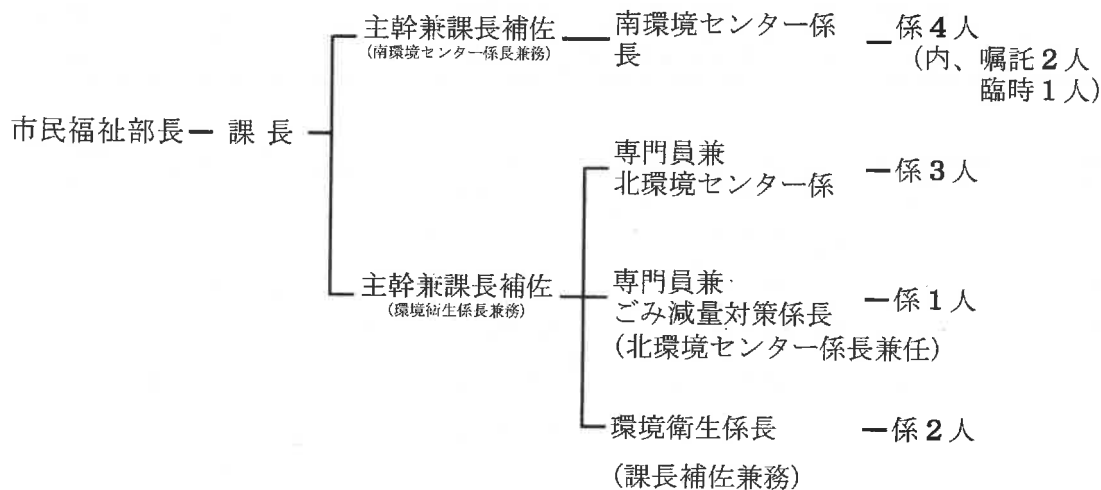 主幹兼課長補佐
(南環境センター係長兼務)
南環境センター係
長
係4人
(内、嘱託2人
臨時1人)
市民福祉部長
課 長
専門員兼
北環境センター係
係3人
主幹兼課長補佐
(環境衛生係長兼務)
専門員兼
ごみ減量対策係長
(北環境センター係長兼任)
係1人
環境衛生係長
(課長補佐兼務)
係2人